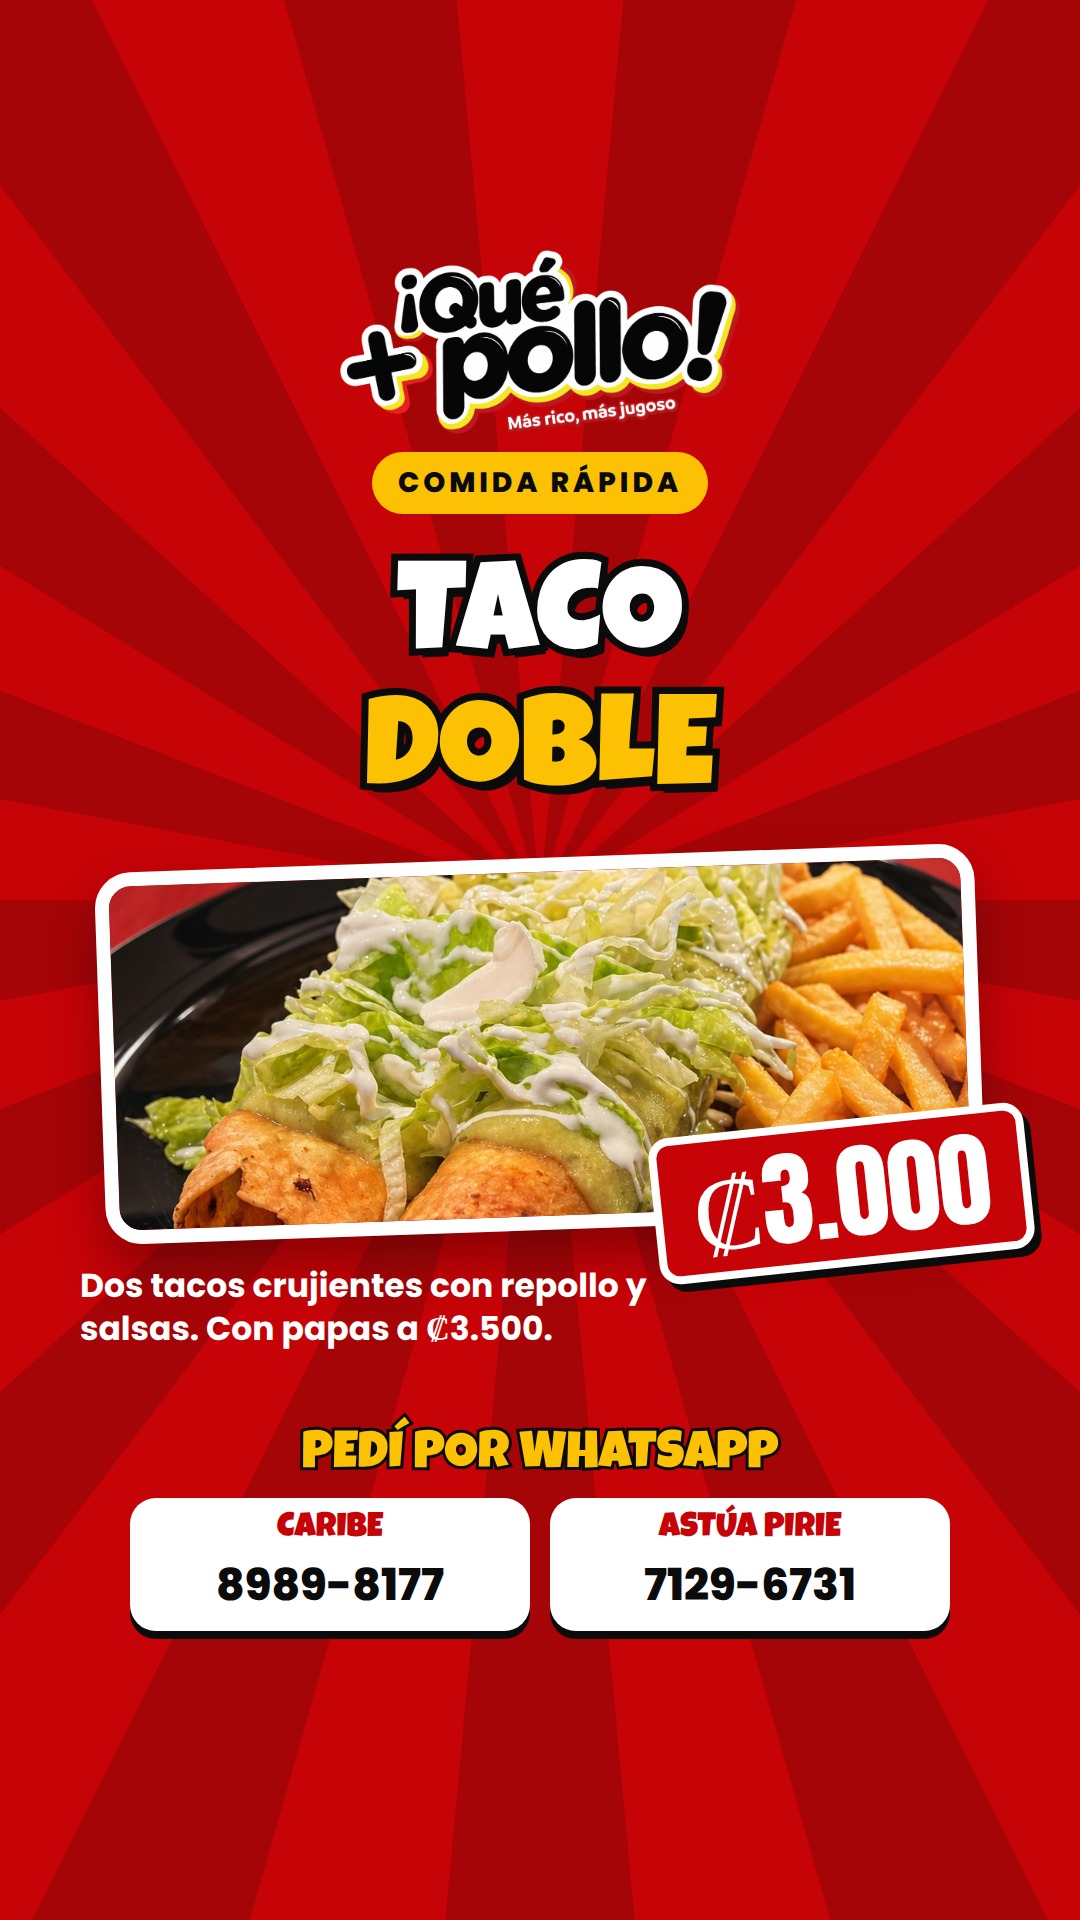 ¡Qué
+ pollo!
Más rico, más jugoso
COMIDA RÁPIDA
TACO
DOBLE
₡3.000
Dos tacos crujientes con repollo y
salsas. Con papas a ₡3.500.
PEDÍ POR WHATSAPP
CARIBE
8989-8177
ASTÚA PIRIE
7129-6731